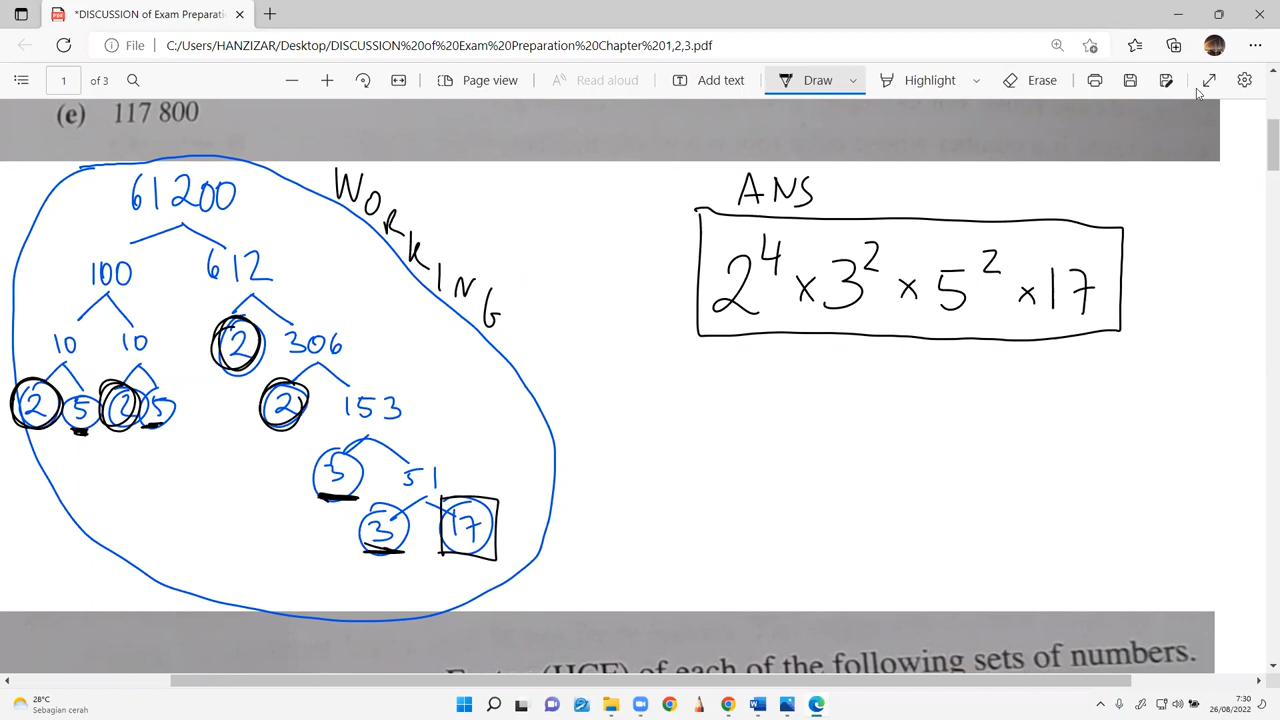 *DISCUSSION of Exam Preparati
File
C:/Users/HANZIZAR/Desktop/DISCUSSION%20of%20Exam%20Preparation%20Chapter%201,2,3.pdf
1 of 3
Page view
Read aloud
Add text
Draw
Highlight
Erase
(e) 117 800
61200
WORKING
ANS
100 612
2⁴ × 3² × 5² × 17
10 10 2 306
2 5 2 5 2 153
3 51
3 17
Factor (HCF) of each of the following sets of numbers.
28°C
Sebagian cerah
7:30
26/08/2022